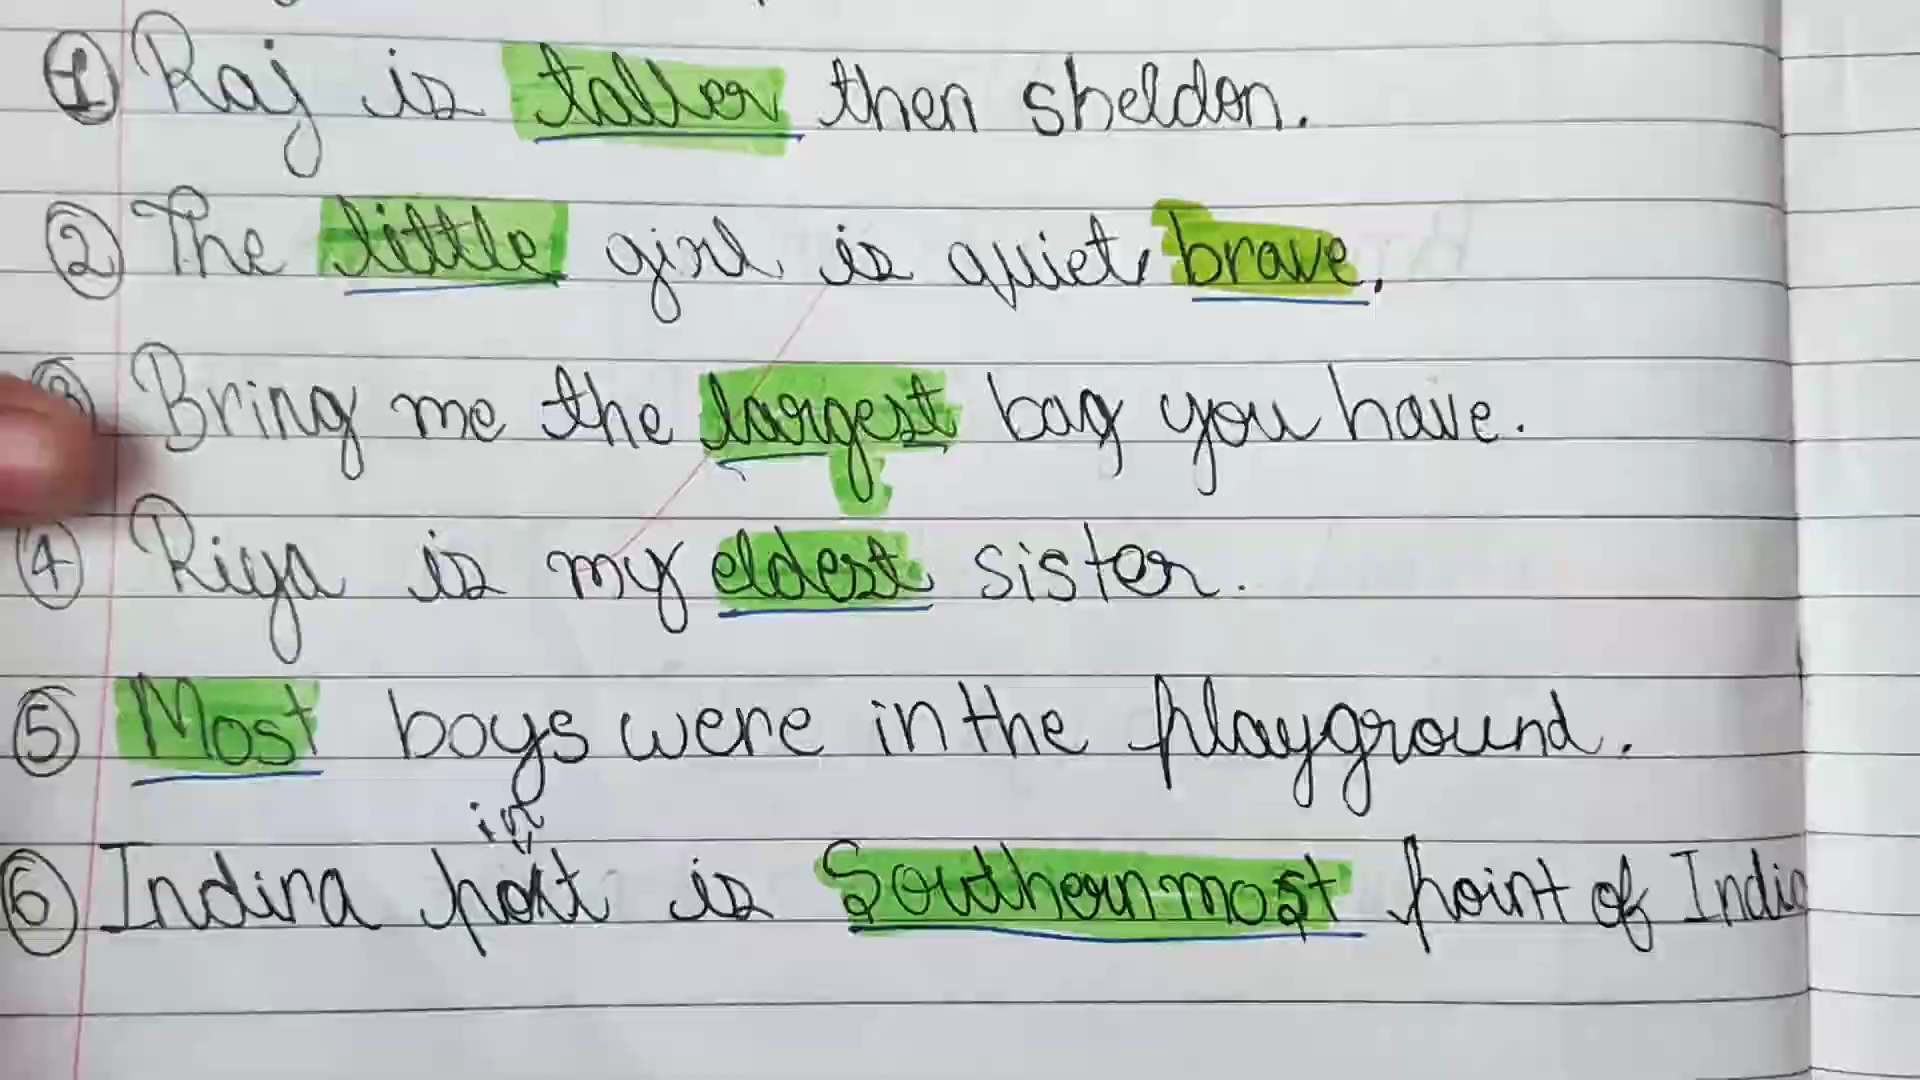 ① Raj is taller then sheldon.
② The little girl is quiet brave.
③ Bring me the largest bag you have.
④ Riya is my eldest sister.
⑤ Most boys were in the playground.
⑥ Indira point is Southernmost point of India